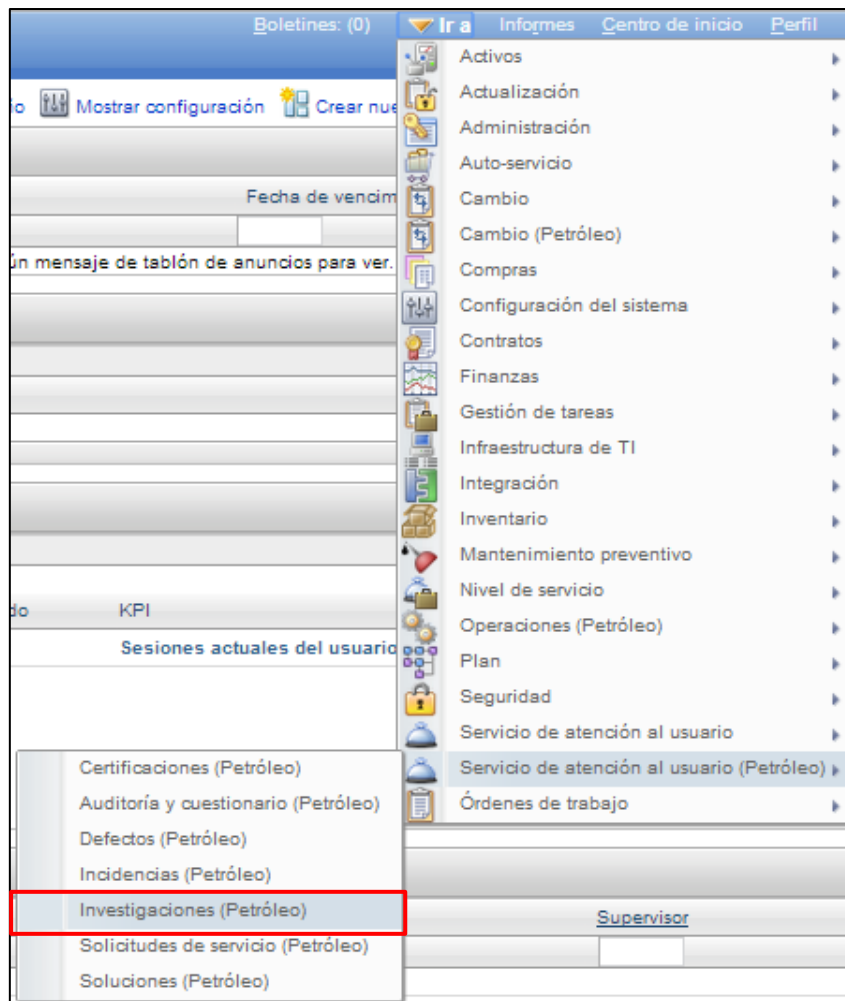 Boletines: (0) Ir a Informes Centro de inicio Perfil
Mostrar configuración Crear nue
Fecha de vencim
ún mensaje de tablón de anuncios para ver.
do KPI
Sesiones actuales del usuario
Activos
Actualización
Administración
Auto-servicio
Cambio
Cambio (Petróleo)
Compras
Configuración del sistema
Contratos
Finanzas
Gestión de tareas
Infraestructura de TI
Integración
Inventario
Mantenimiento preventivo
Nivel de servicio
Operaciones (Petróleo)
Plan
Seguridad
Servicio de atención al usuario
Servicio de atención al usuario (Petróleo)
Órdenes de trabajo
Certificaciones (Petróleo)
Auditoría y cuestionario (Petróleo)
Defectos (Petróleo)
Incidencias (Petróleo)
Investigaciones (Petróleo)
Solicitudes de servicio (Petróleo)
Soluciones (Petróleo)
Supervisor